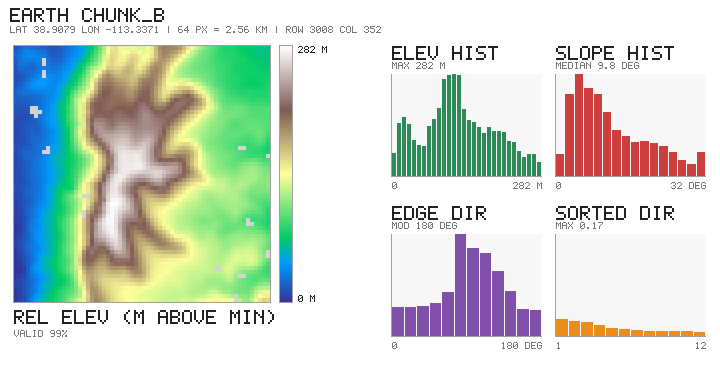 EARTH CHUNK_B
LAT 38.9079 LON -113.3371 | 64 PX = 2.56 KM | ROW 3008 COL 352
282 M
0 M
REL ELEV (M ABOVE MIN)
VALID 99%
ELEV HIST
MAX 282 M
0 282 M
SLOPE HIST
MEDIAN 9.8 DEG
0 32 DEG
EDGE DIR
MOD 180 DEG
0 180 DEG
SORTED DIR
MAX 0.17
1 12